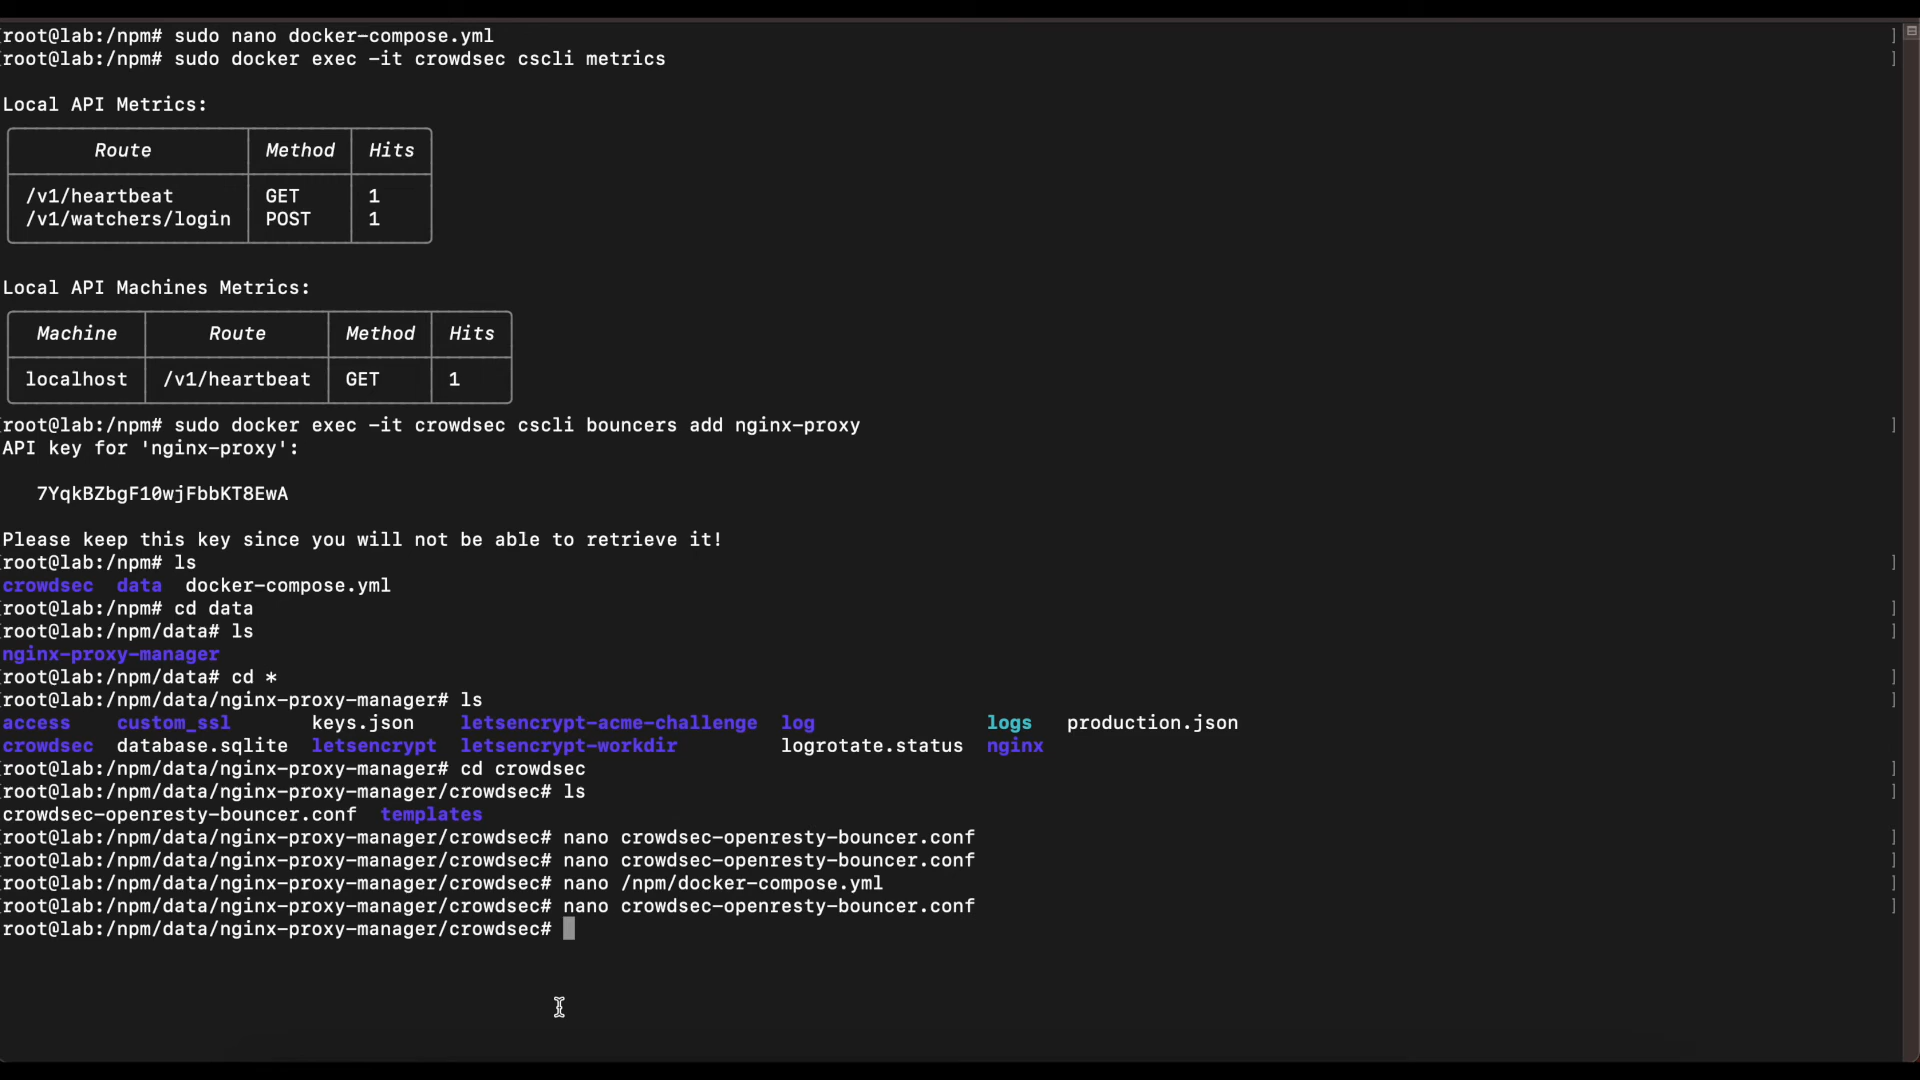 [root@lab:/npm# sudo nano docker-compose.yml ]
[root@lab:/npm# sudo docker exec -it crowdsec cscli metrics ]
Local API Metrics:
Route Method Hits
/v1/heartbeat GET 1
/v1/watchers/login POST 1
Local API Machines Metrics:
Machine Route Method Hits
localhost /v1/heartbeat GET 1
[root@lab:/npm# sudo docker exec -it crowdsec cscli bouncers add nginx-proxy ]
API key for 'nginx-proxy':
7YqkBZbgF10wjFbbKT8EwA
Please keep this key since you will not be able to retrieve it!
[root@lab:/npm# ls ]
crowdsec data docker-compose.yml
[root@lab:/npm# cd data ]
[root@lab:/npm/data# ls ]
nginx-proxy-manager
[root@lab:/npm/data# cd * ]
[root@lab:/npm/data/nginx-proxy-manager# ls ]
access custom_ssl keys.json letsencrypt-acme-challenge log logs production.json
crowdsec database.sqlite letsencrypt letsencrypt-workdir logrotate.status nginx
[root@lab:/npm/data/nginx-proxy-manager# cd crowdsec ]
[root@lab:/npm/data/nginx-proxy-manager/crowdsec# ls ]
crowdsec-openresty-bouncer.conf templates
[root@lab:/npm/data/nginx-proxy-manager/crowdsec# nano crowdsec-openresty-bouncer.conf ]
[root@lab:/npm/data/nginx-proxy-manager/crowdsec# nano crowdsec-openresty-bouncer.conf ]
[root@lab:/npm/data/nginx-proxy-manager/crowdsec# nano /npm/docker-compose.yml ]
[root@lab:/npm/data/nginx-proxy-manager/crowdsec# nano crowdsec-openresty-bouncer.conf ]
root@lab:/npm/data/nginx-proxy-manager/crowdsec#